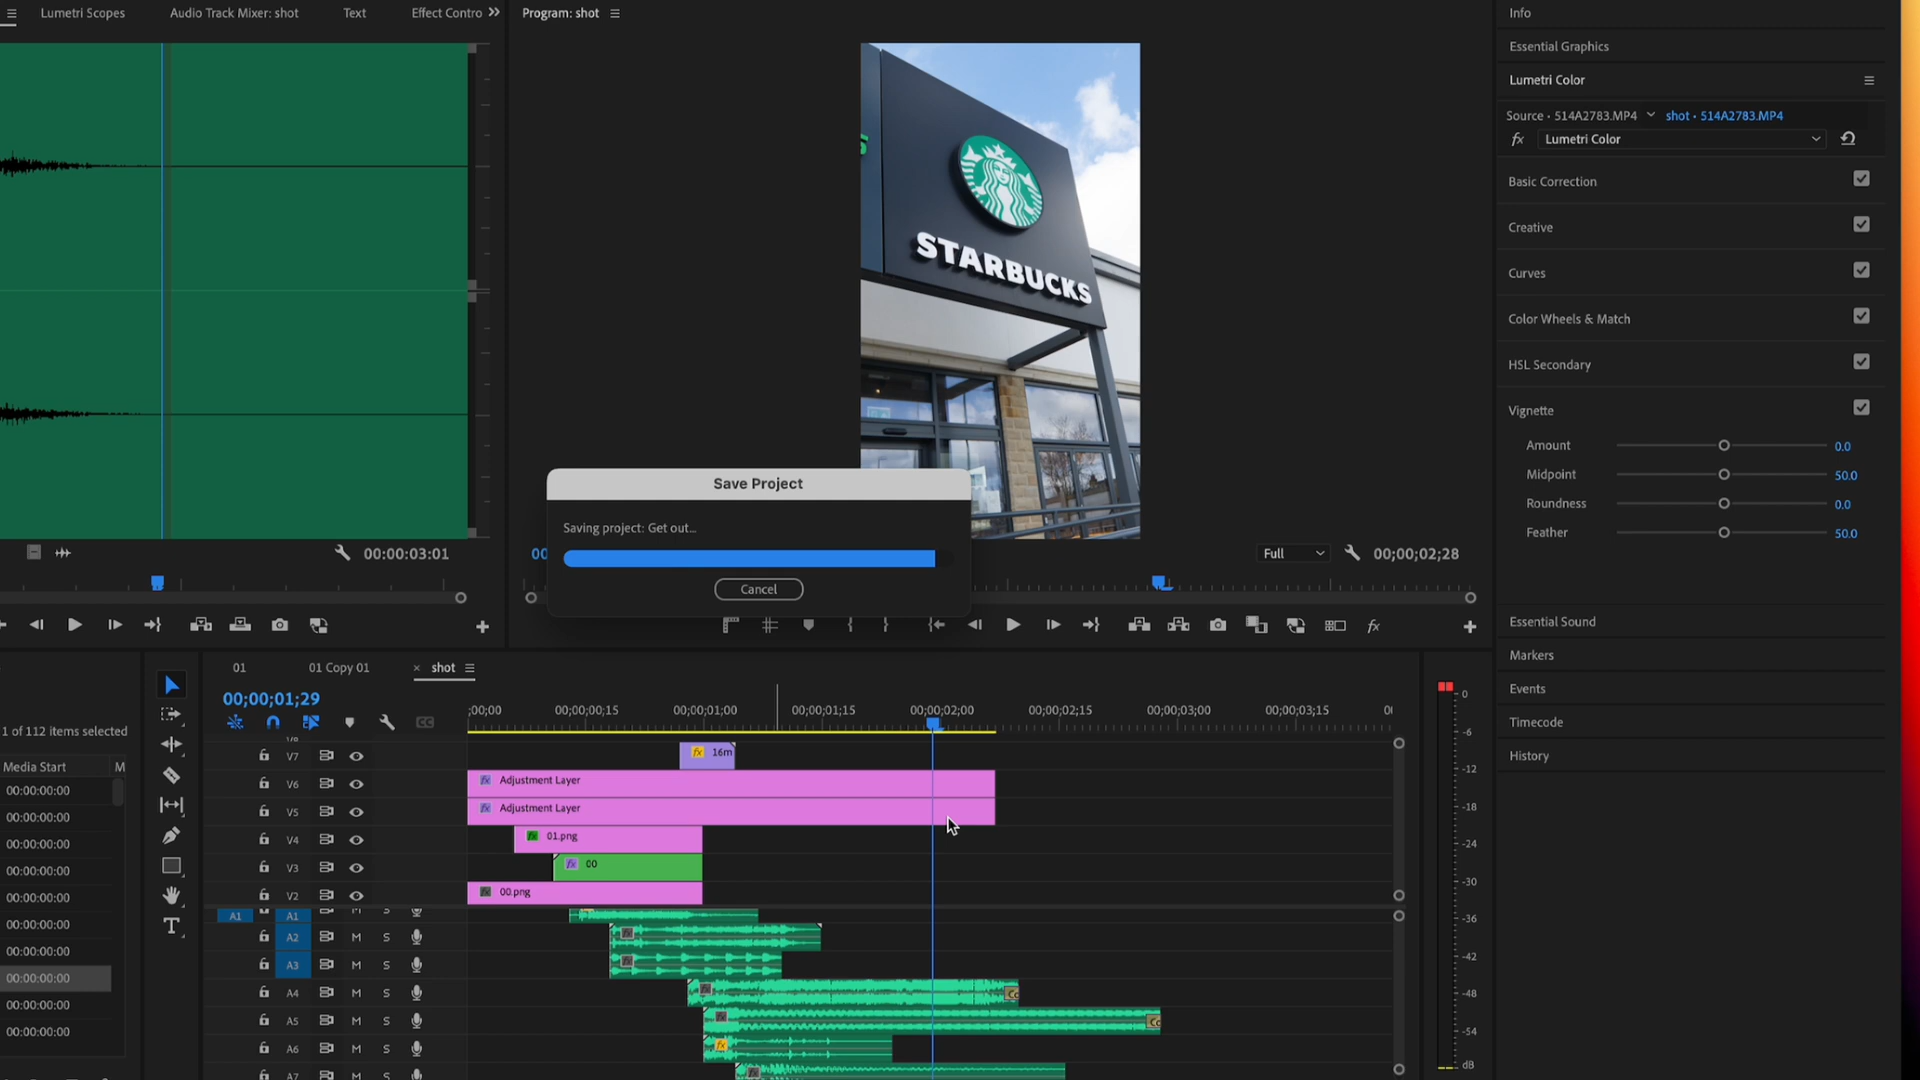 Lumetri Scopes
Audio Track Mixer: shot
Text
Effect Contro
Program: shot
Info
Essential Graphics
Lumetri Color
Source · 514A2783.MP4
shot · 514A2783.MP4
fx
Lumetri Color
Basic Correction
Creative
Curves
Color Wheels & Match
HSL Secondary
Vignette
Amount
0.0
Midpoint
50.0
Roundness
0.0
Feather
50.0
Essential Sound
Markers
Events
Timecode
History
STARBUCKS
Save Project
Saving project: Get out...
Cancel
00:00:03:01
00
Full
00;00;02;28
fx
01
01 Copy 01
shot
00;00;01;29
;00;00
00;00;00;15
00;00;01;00
00;00;01;15
00;00;02;00
00;00;02;15
00;00;03;00
00;00;03;15
1 of 112 items selected
Media Start
M
00:00:00:00
00:00:00:00
00:00:00:00
00:00:00:00
00:00:00:00
00:00:00:00
00:00:00:00
00:00:00:00
00:00:00:00
00:00:00:00
V7
fx 16m
V6
fx Adjustment Layer
V5
fx Adjustment Layer
V4
fx 01.png
V3
fx 00
V2
fx 00.png
A1 A1 M S
A2 M S
A3 M S
A4 M S
A5 M S
A6 M S
A7 M S
0
-6
-12
-18
-24
-30
-36
-42
-48
-54
dB